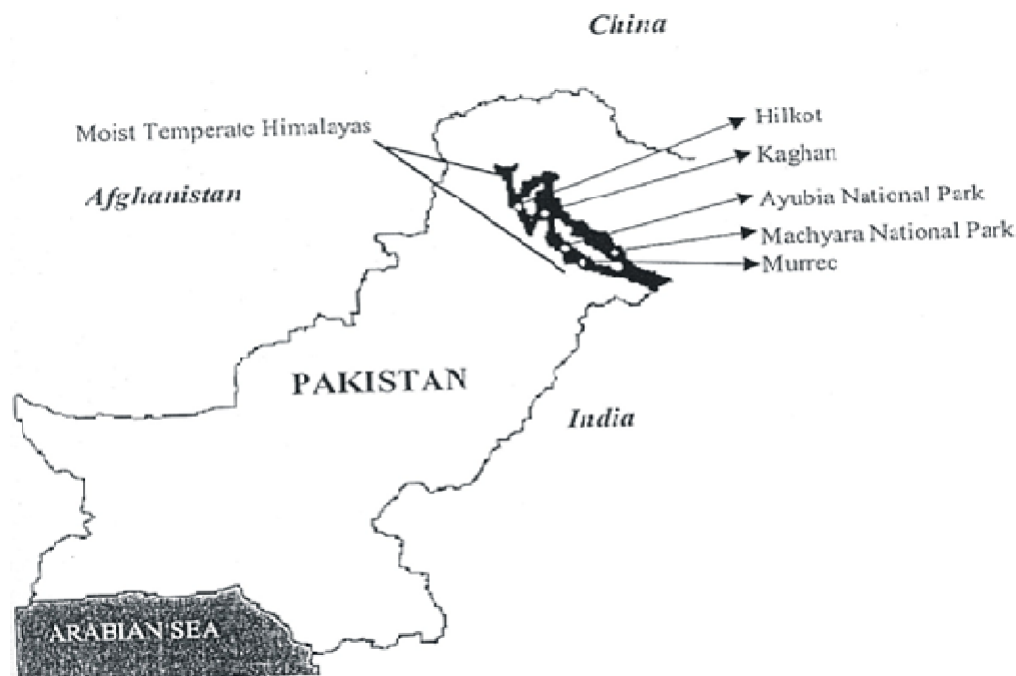 China
Hilkot
Moist Temperate Himalayas
Kaghan
Afghanistan
Ayubia National Park
Machyara National Park
Murree
PAKISTAN
India
ARABIAN SEA